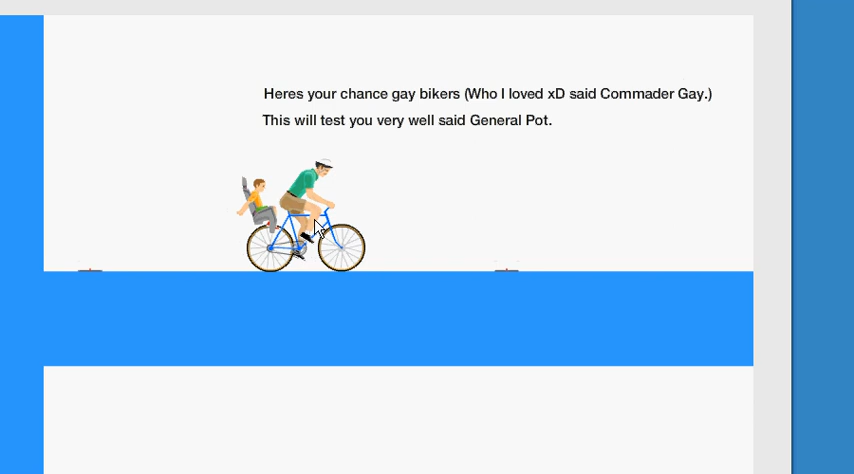 Heres your chance gay bikers (Who I loved xD said Commader Gay.)
This will test you very well said General Pot.